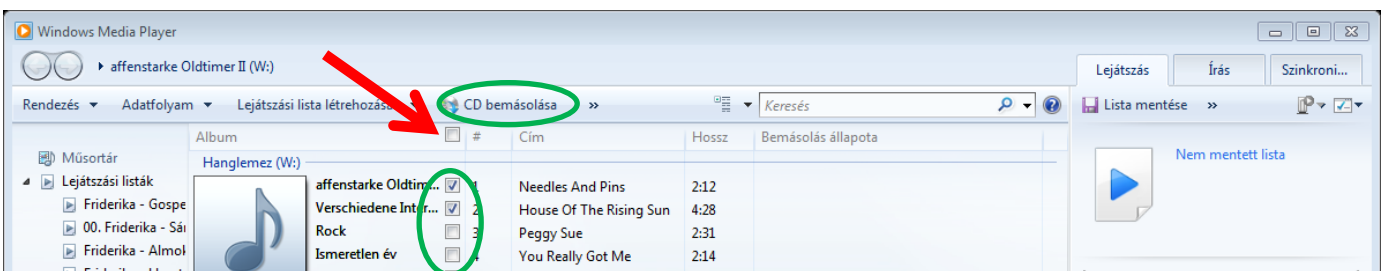 Windows Media Player
affenstarke Oldtimer II (W:)
Lejátszás Írás Szinkroni...
Rendezés Adatfolyam Lejátszási lista létrehozása CD bemásolása » Keresés Lista mentése »
Album # Cím Hossz Bemásolás állapota
Műsortár
Hanglemez (W:)
Nem mentett lista
Lejátszási listák affenstarke Oldtim... 1 Needles And Pins 2:12
Friderika - Gospe Verschiedene Inter... 2 House Of The Rising Sun 4:28
00. Friderika - Sár Rock 3 Peggy Sue 2:31
Friderika - Almok Ismeretlen év 4 You Really Got Me 2:14